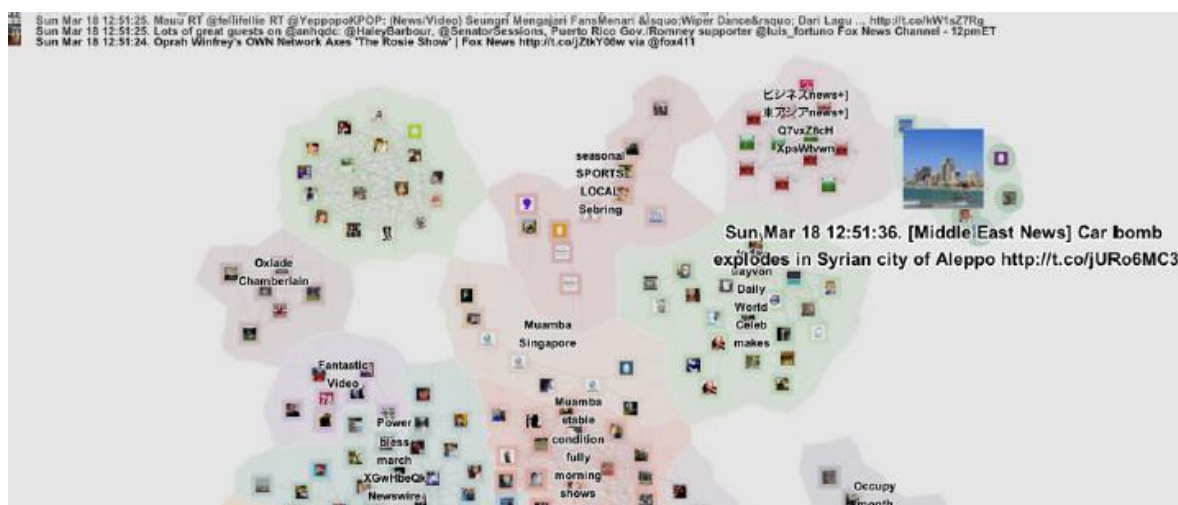 Sun Mar 18 12:51:25. Mauu RT @fellifellie RT @YeppopoKPOP: (News/Video) Seungri Mengajari FansMenari &lsquo;Wiper Dance&rsquo; Dari Lagu ... http://t.co/kW1sZ7Rg
Sun Mar 18 12:51:25. Lots of great guests on @anhqdc: @HaleyBarbour, @SenatorSessions, Puerto Rico Gov./Romney supporter @luis_fortuno Fox News Channel - 12pmET
Sun Mar 18 12:51:24. Oprah Winfrey's OWN Network Axes 'The Rosie Show' | Fox News http://t.co/jZtkY06w via @fox411
ビジネスnews+]
東アジアnews+]
Q7vxZ6cH
XpsWtvwn
seasonal
SPORTS
LOCAL
Sebring
Sun Mar 18 12:51:36. [Middle East News] Car bomb
explodes in Syrian city of Aleppo http://t.co/jURo6MC3
Daily
World
Celeb
makes
Oxlade
Chamberlain
Muamba
Singapore
Fantastic
Video
Muamba
stable
condition
fully
morning
shows
Power
bless
march
XGwHbeQk
Newswire
Occupy
month